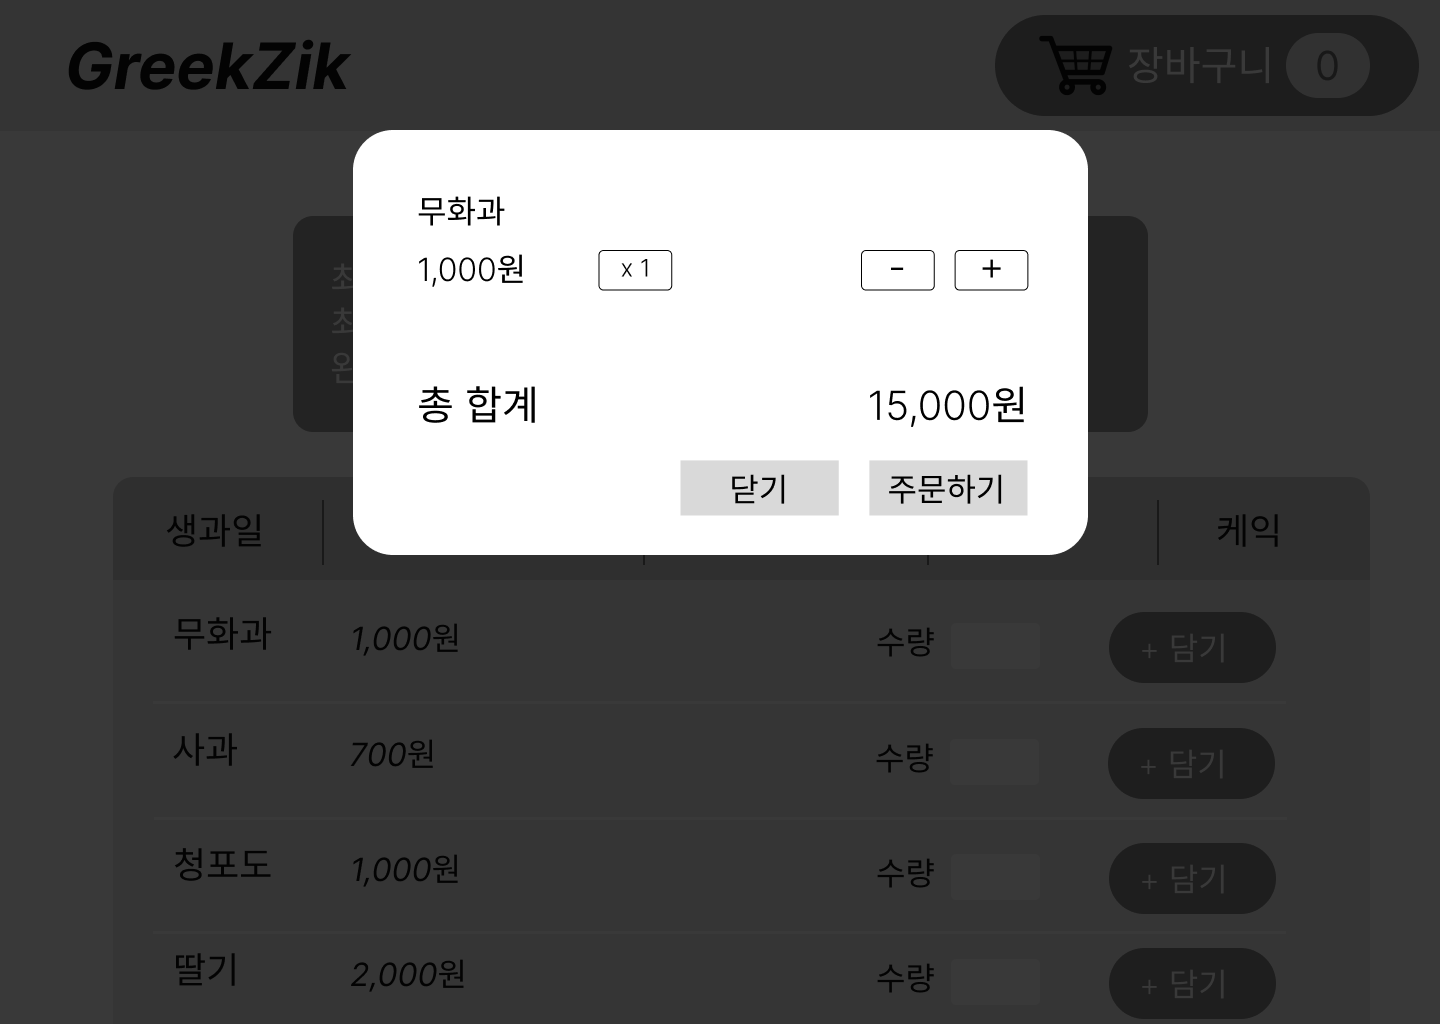 GreekZik
장바구니 0
무화과
1,000원 x 1 - +
총 합계 15,000원
닫기 주문하기
생과일 케익
무화과 1,000원 수량 + 담기
사과 700원 수량 + 담기
청포도 1,000원 수량 + 담기
딸기 2,000원 수량 + 담기